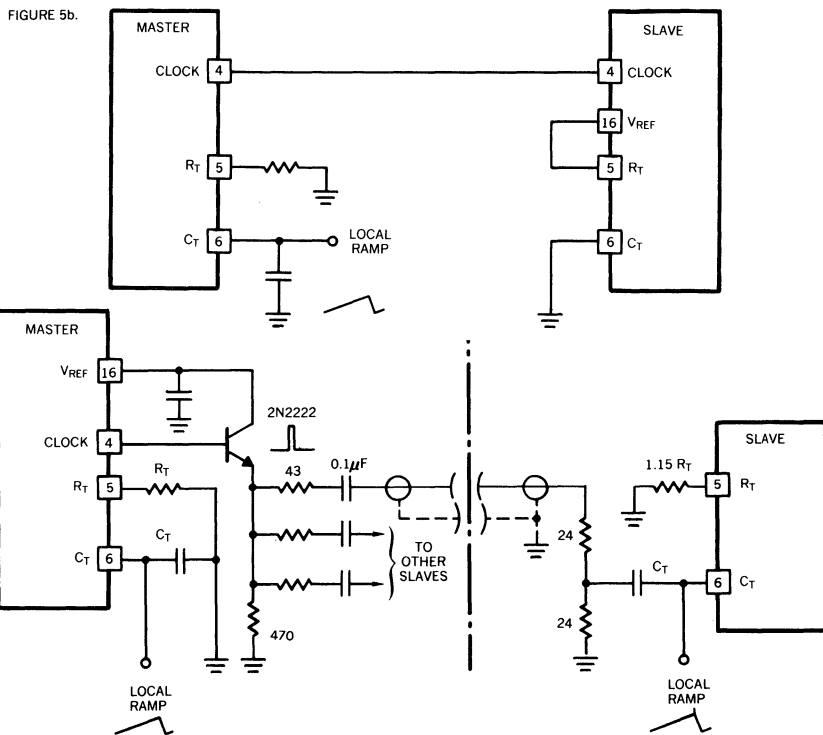 FIGURE 5b.
MASTER
CLOCK 4
RT 5
CT 6
LOCAL
RAMP
SLAVE
4 CLOCK
16 VREF
5 RT
6 CT
MASTER
VREF 16
CLOCK 4
RT 5
RT
CT 6
CT
2N2222
43
0.1μF
TO
OTHER
SLAVES
470
LOCAL
RAMP
24
24
CT
1.15 RT
SLAVE
5 RT
6 CT
LOCAL
RAMP